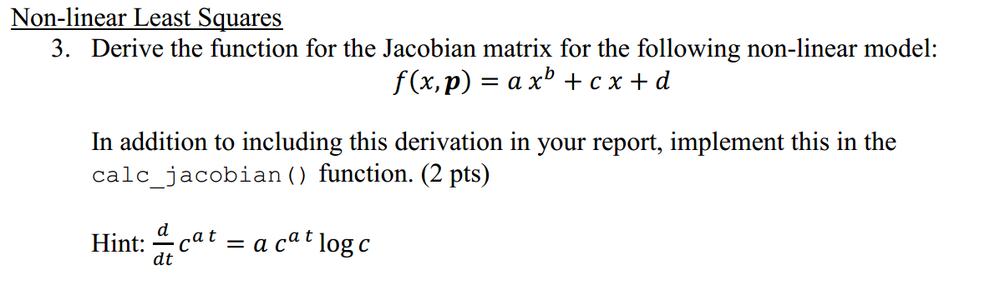 Non-linear Least Squares
3. Derive the function for the Jacobian matrix for the following non-linear model:
f(x, p) = a x^b + c x + d
In addition to including this derivation in your report, implement this in the
calc_jacobian() function. (2 pts)
Hint: d/dt c^{a t} = a c^{a t} log c